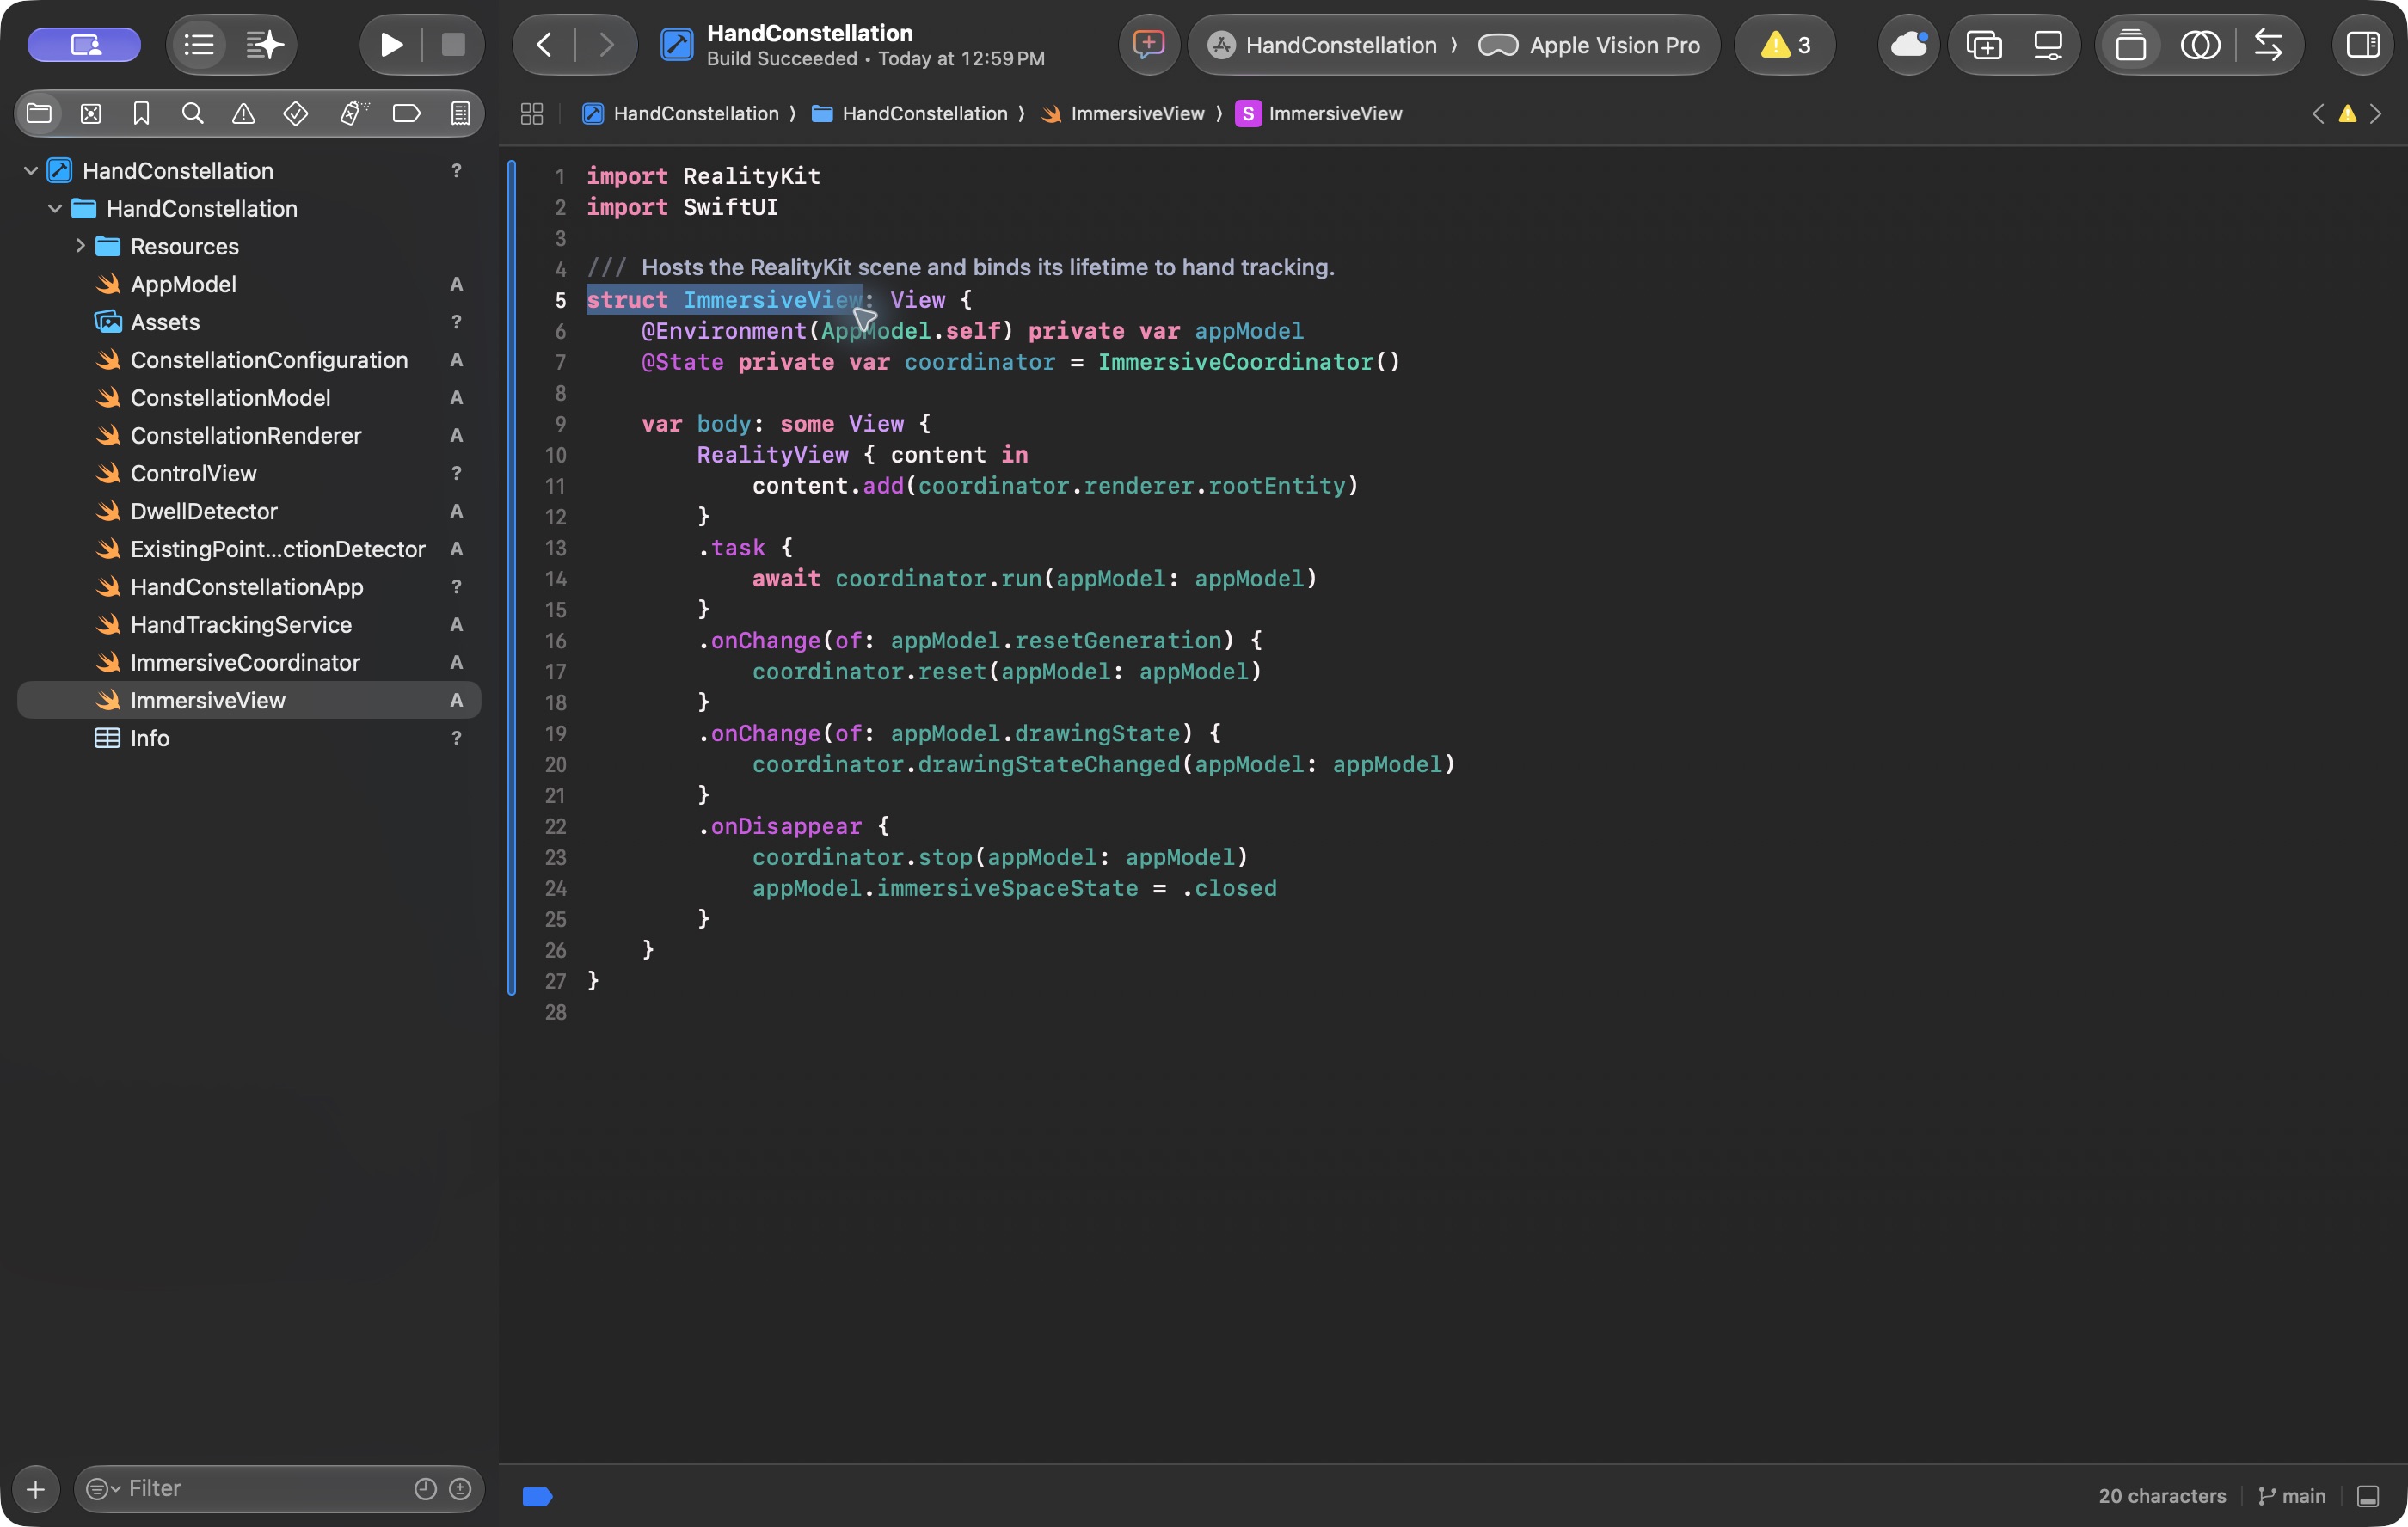 HandConstellation
Build Succeeded • Today at 12:59 PM
HandConstellation 〉 Apple Vision Pro
3
HandConstellation 〉 HandConstellation 〉 ImmersiveView 〉 S ImmersiveView
HandConstellation ?
HandConstellation
Resources
AppModel A
Assets ?
ConstellationConfiguration A
ConstellationModel A
ConstellationRenderer A
ControlView ?
DwellDetector A
ExistingPoint...ctionDetector A
HandConstellationApp ?
HandTrackingService A
ImmersiveCoordinator A
ImmersiveView A
Info ?
Filter
1 import RealityKit
2 import SwiftUI
3
4 /// Hosts the RealityKit scene and binds its lifetime to hand tracking.
5 struct ImmersiveView: View {
6     @Environment(AppModel.self) private var appModel
7     @State private var coordinator = ImmersiveCoordinator()
8
9     var body: some View {
10         RealityView { content in
11             content.add(coordinator.renderer.rootEntity)
12         }
13         .task {
14             await coordinator.run(appModel: appModel)
15         }
16         .onChange(of: appModel.resetGeneration) {
17             coordinator.reset(appModel: appModel)
18         }
19         .onChange(of: appModel.drawingState) {
20             coordinator.drawingStateChanged(appModel: appModel)
21         }
22         .onDisappear {
23             coordinator.stop(appModel: appModel)
24             appModel.immersiveSpaceState = .closed
25         }
26     }
27 }
28
20 characters
main